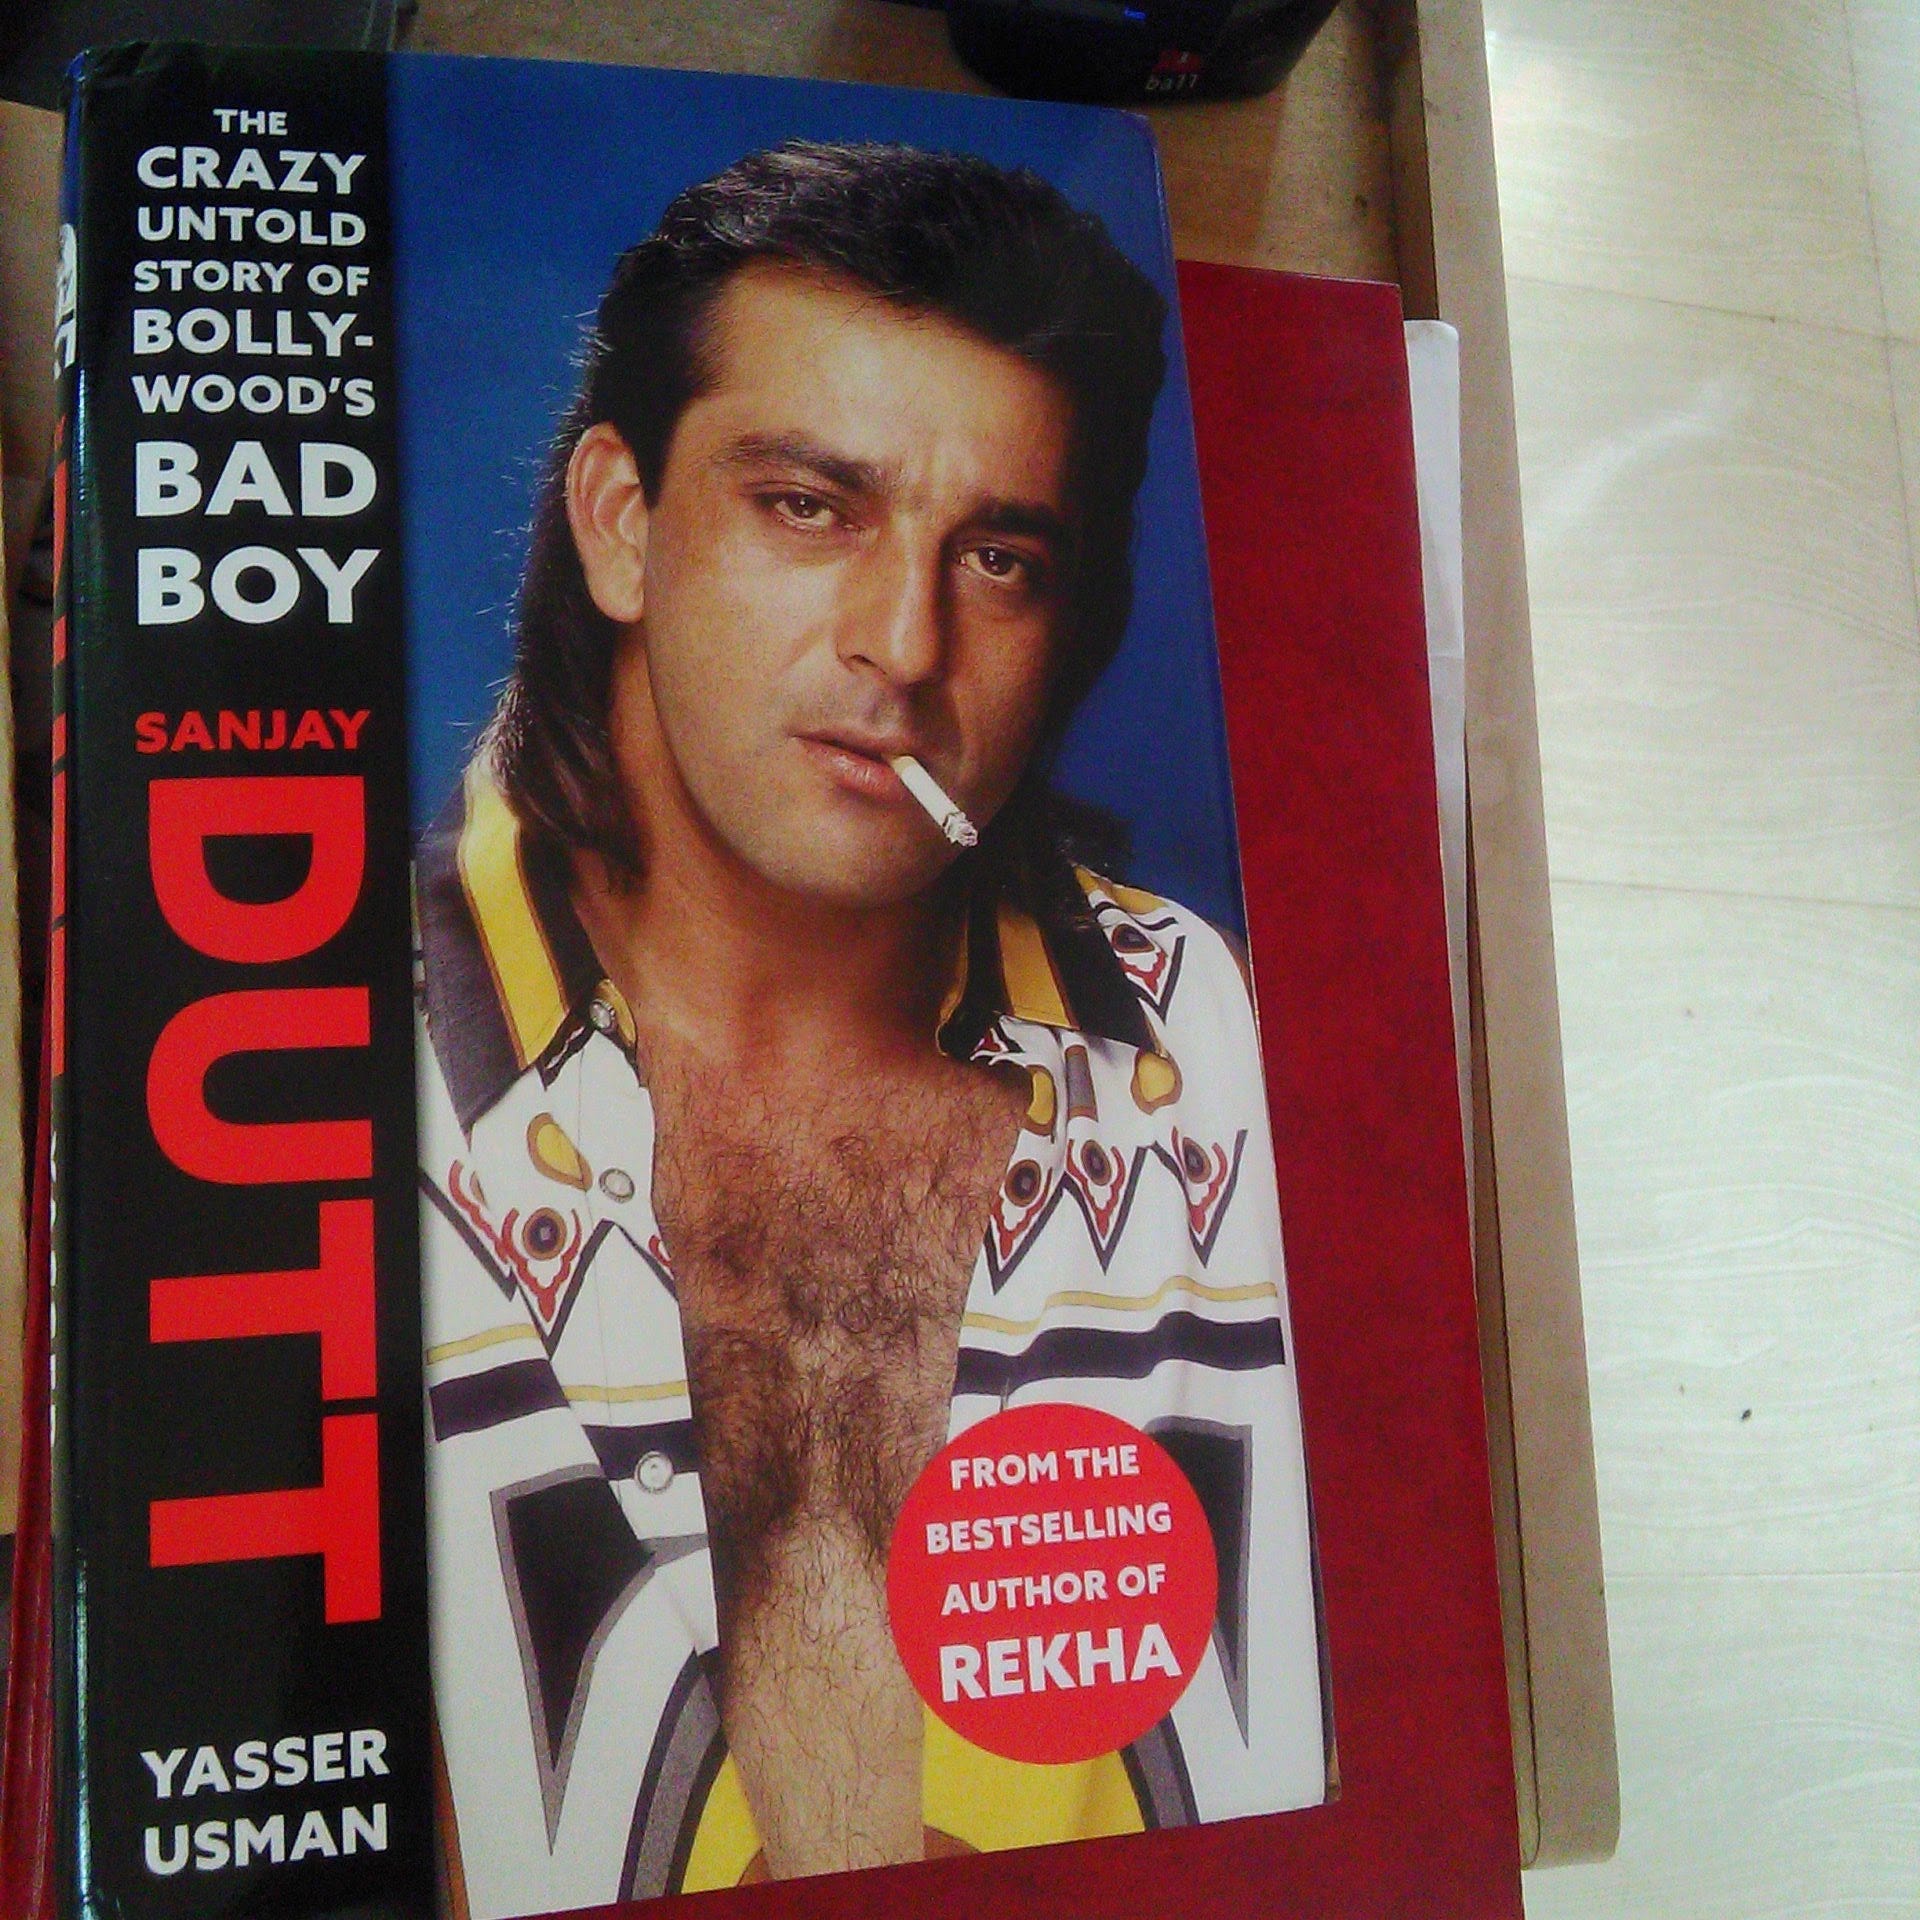 THE
CRAZY
UNTOLD
STORY OF
BOLLY-
WOOD'S
BAD
BOY
SANJAY
DUTT
YASSER
USMAN
FROM THE
BESTSELLING
AUTHOR OF
REKHA
ba11